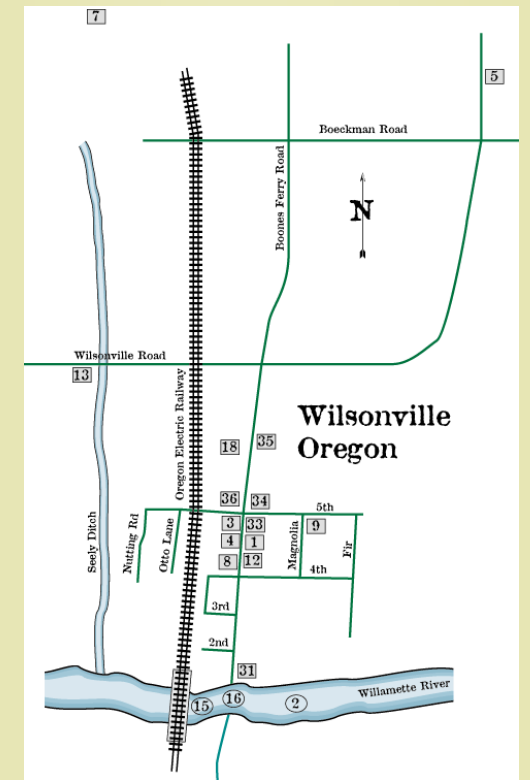 7
5
Boeckman Road
Boones Ferry Road
N
Wilsonville Road
13
Oregon Electric Railway
Wilsonville
Oregon
18
35
36
34
5th
3
33
9
4
1
8
12
Magnolia
Fir
4th
Seely Ditch
Nutting Rd
Otto Lane
3rd
2nd
31
15
16
2
Willamette River